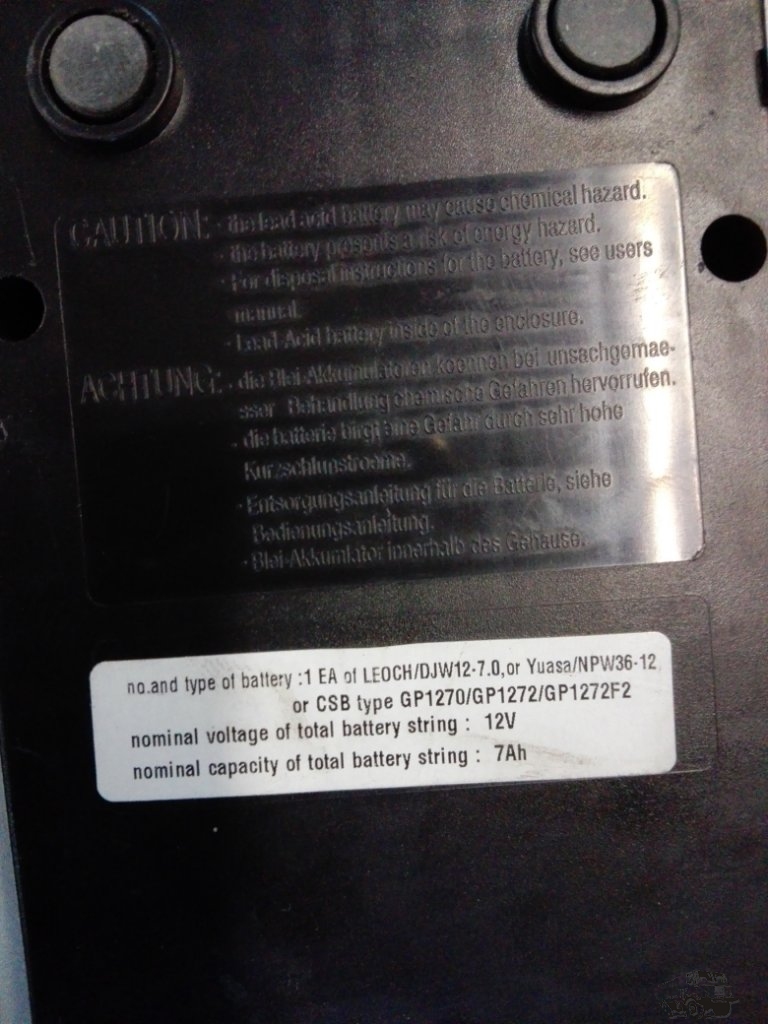 CAUTION: - the lead acid battery may cause chemical hazard.
- the battery presents a risk of energy hazard.
- For disposal instructions for the battery, see users
manual.
- Lead-Acid battery inside of the enclosure.
ACHTUNG: - die Blei-Akkumulatoren koennen bei unsachgemae-
sser Behandlung chemische Gefahren hervorrufen.
- die batterie birgt eine Gefahr durch sehr hohe
- Entsorgungsanleitung für die Batterie, siehe
Bedienungsanleitung.
- Blei-Akkumlator innerhalb des Gehause.
no.and type of battery :1 EA of LEOCH/DJW12-7.0,or Yuasa/NPW36-12
or CSB type GP1270/GP1272/GP1272F2
nominal voltage of total battery string : 12V
nominal capacity of total battery string : 7Ah